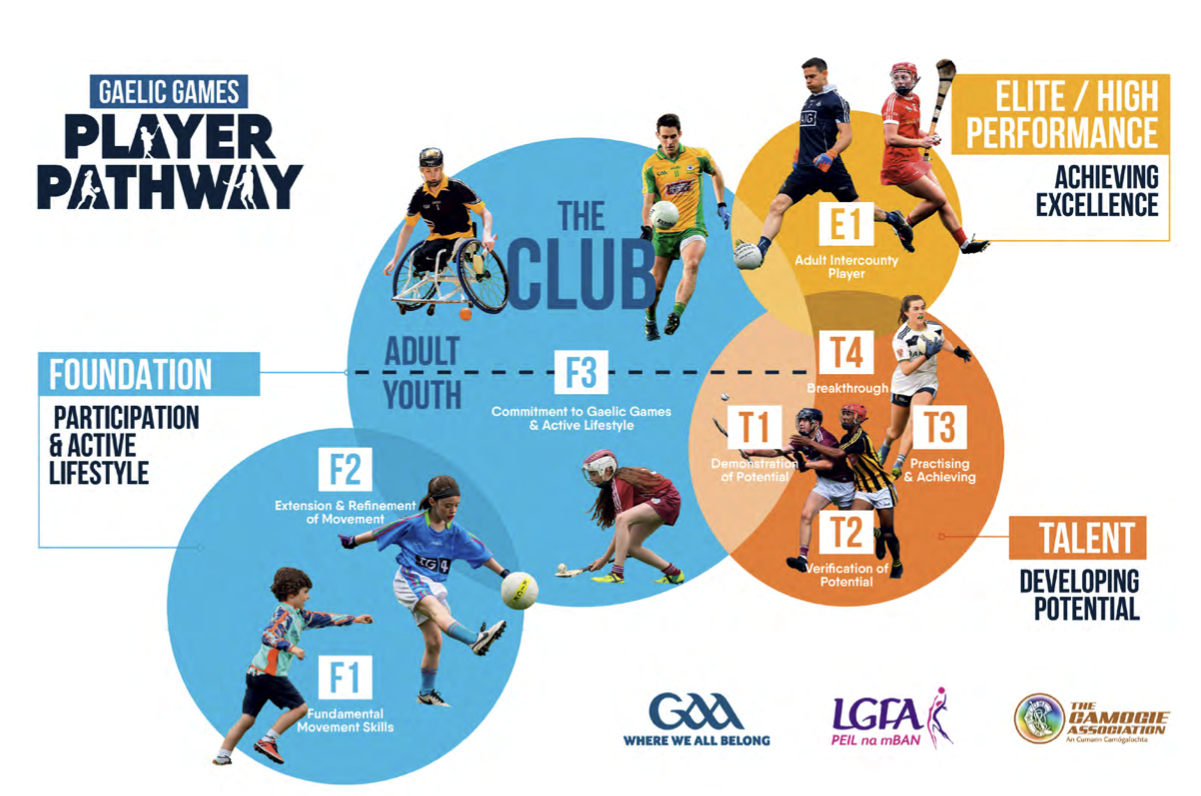 GAELIC GAMES
PLAYER
PATHWAY
ELITE / HIGH
PERFORMANCE
ACHIEVING
EXCELLENCE
THE
CLUB
AIG
E1
Adult Intercounty
Player
ADULT
YOUTH
F3
Commitment to Gaelic Games
& Active Lifestyle
T4
Breakthrough
T1
Demonstration
of Potential
T3
Practising
& Achieving
T2
Verification of
Potential
FOUNDATION
PARTICIPATION
& ACTIVE
LIFESTYLE
F2
Extension & Refinement
of Movement
TG4
F1
Fundamental
Movement Skills
TALENT
DEVELOPING
POTENTIAL
GAA
WHERE WE ALL BELONG
LGFA
PEIL na mBAN
THE
CAMOGIE
ASSOCIATION
An Cumann Camógaíochta